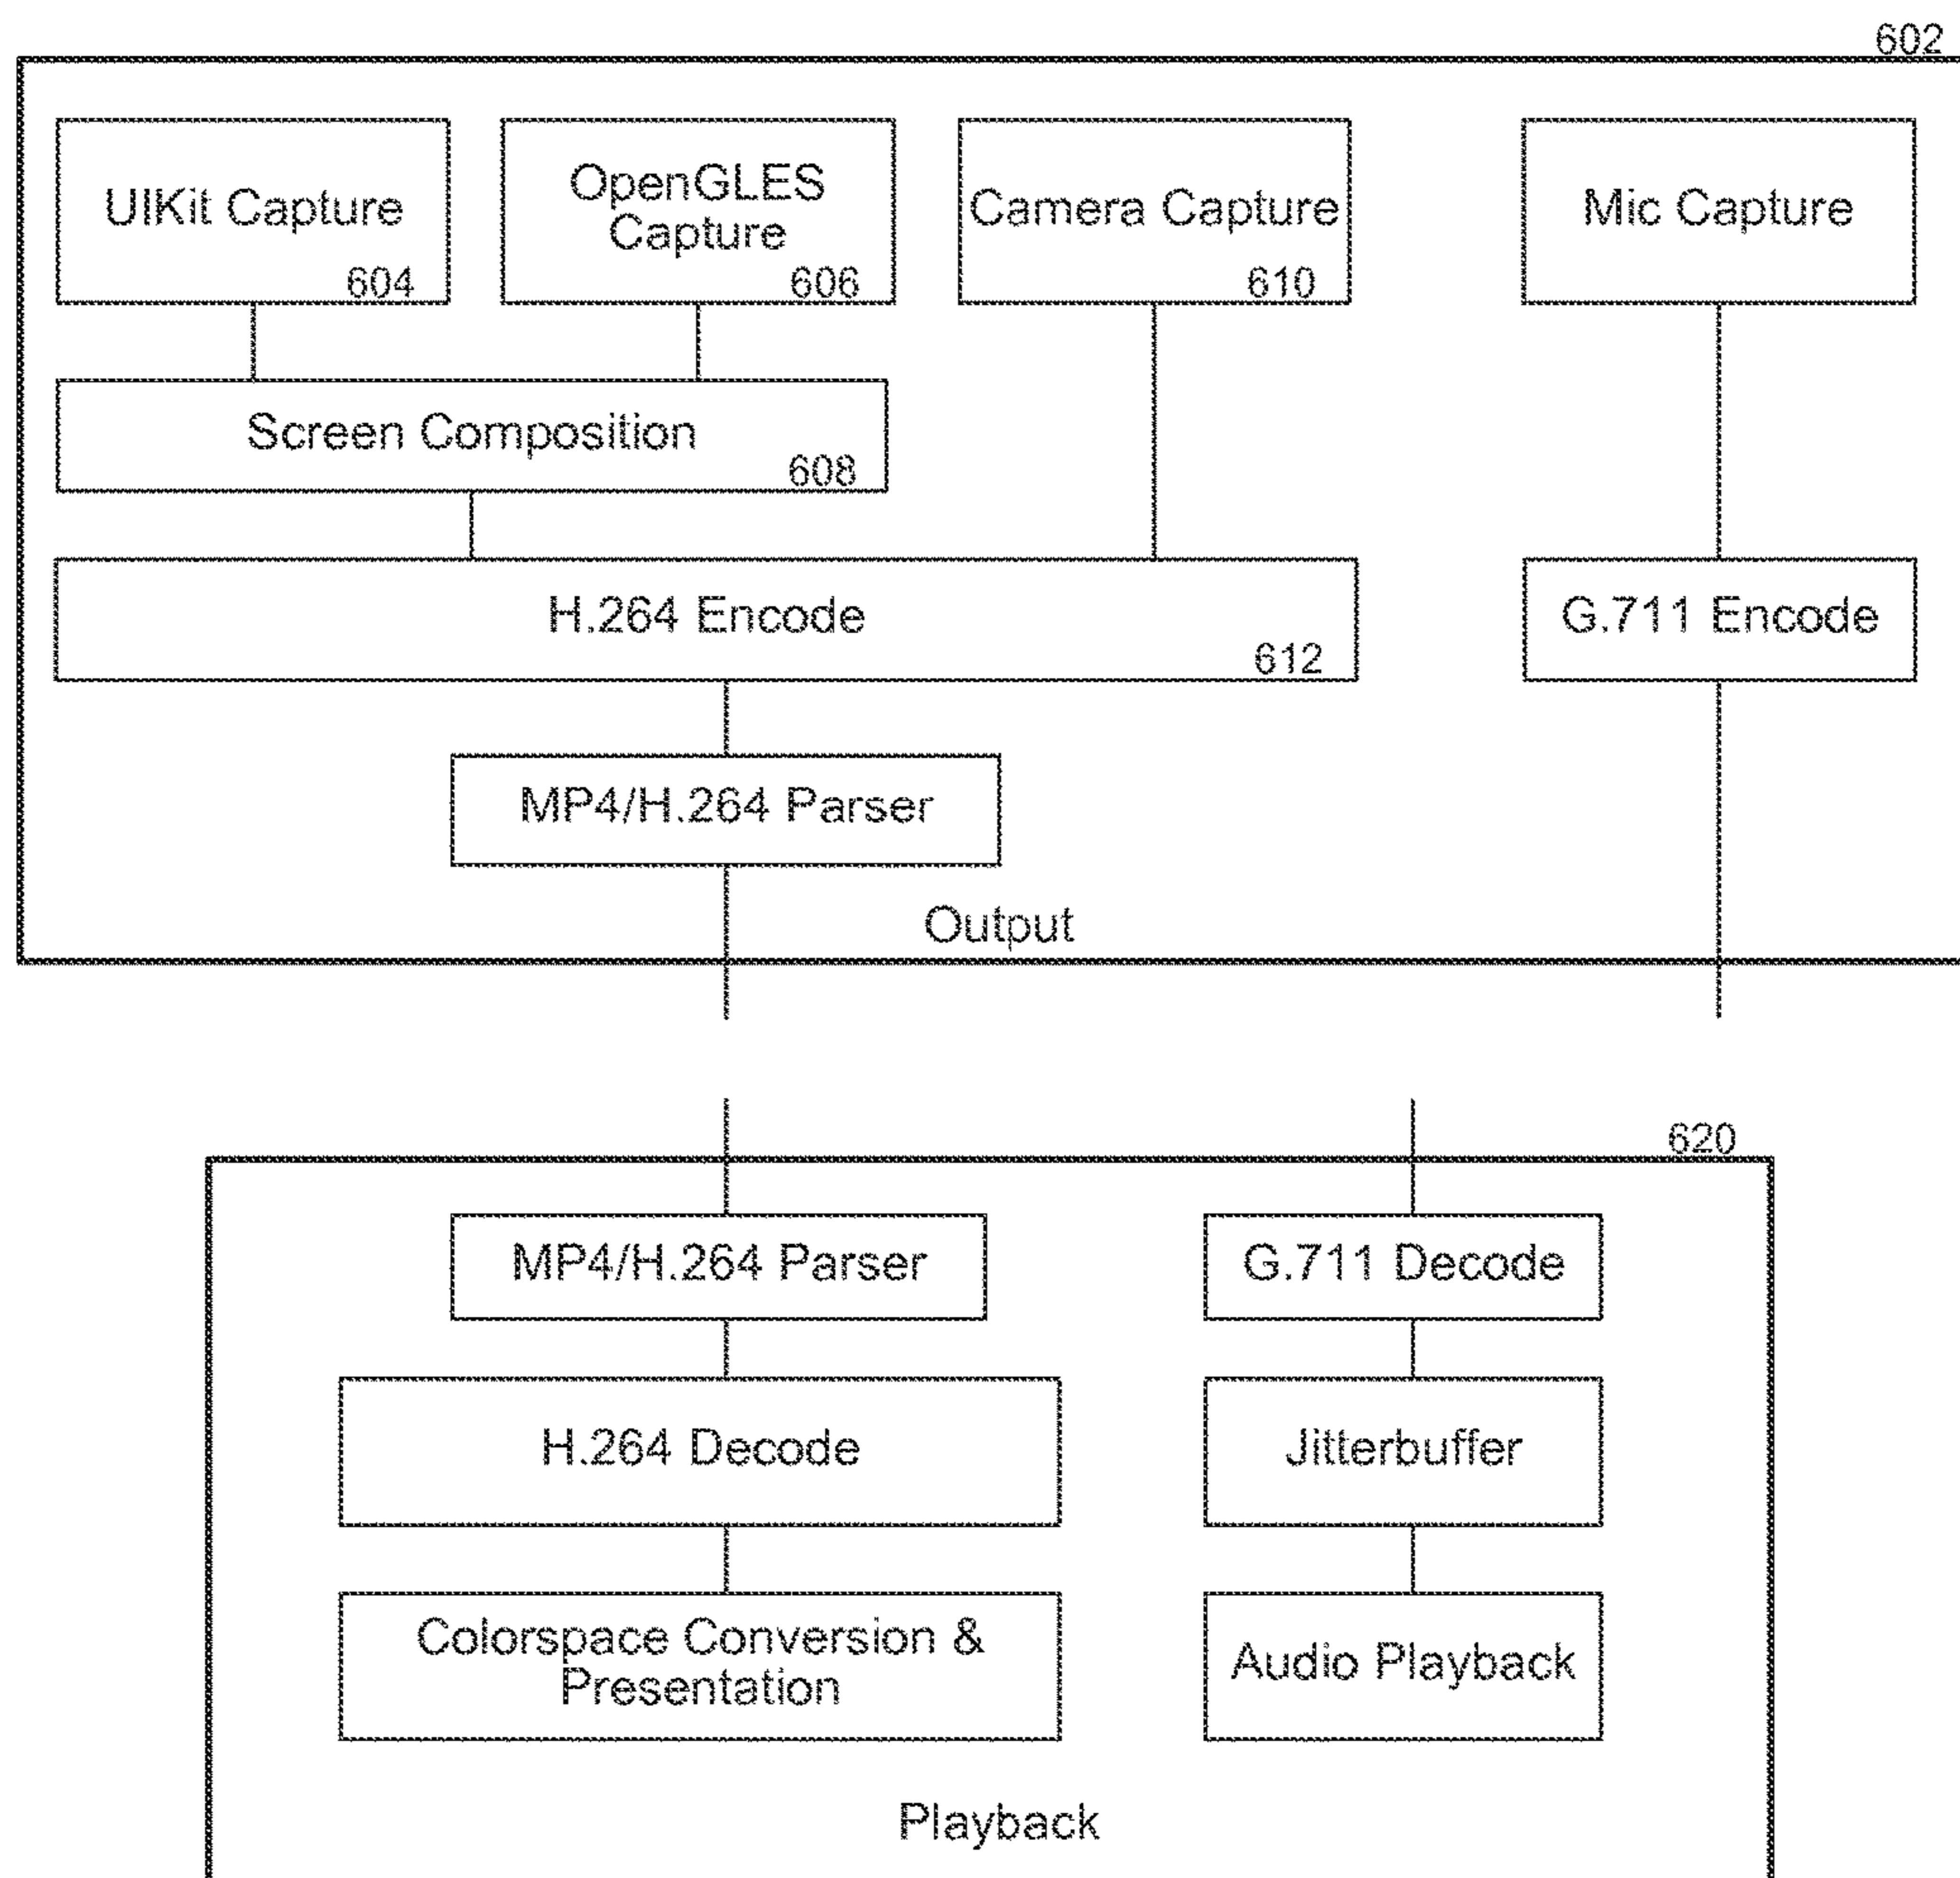 602
UIKit Capture
604
OpenGLES
Capture
606
Camera Capture
610
Mic Capture
Screen Composition
608
H.264 Encode
612
G.711 Encode
MP4/H.264 Parser
Output
620
MP4/H.264 Parser
G.711 Decode
H.264 Decode
Jitterbuffer
Colorspace Conversion &
Presentation
Audio Playback
Playback